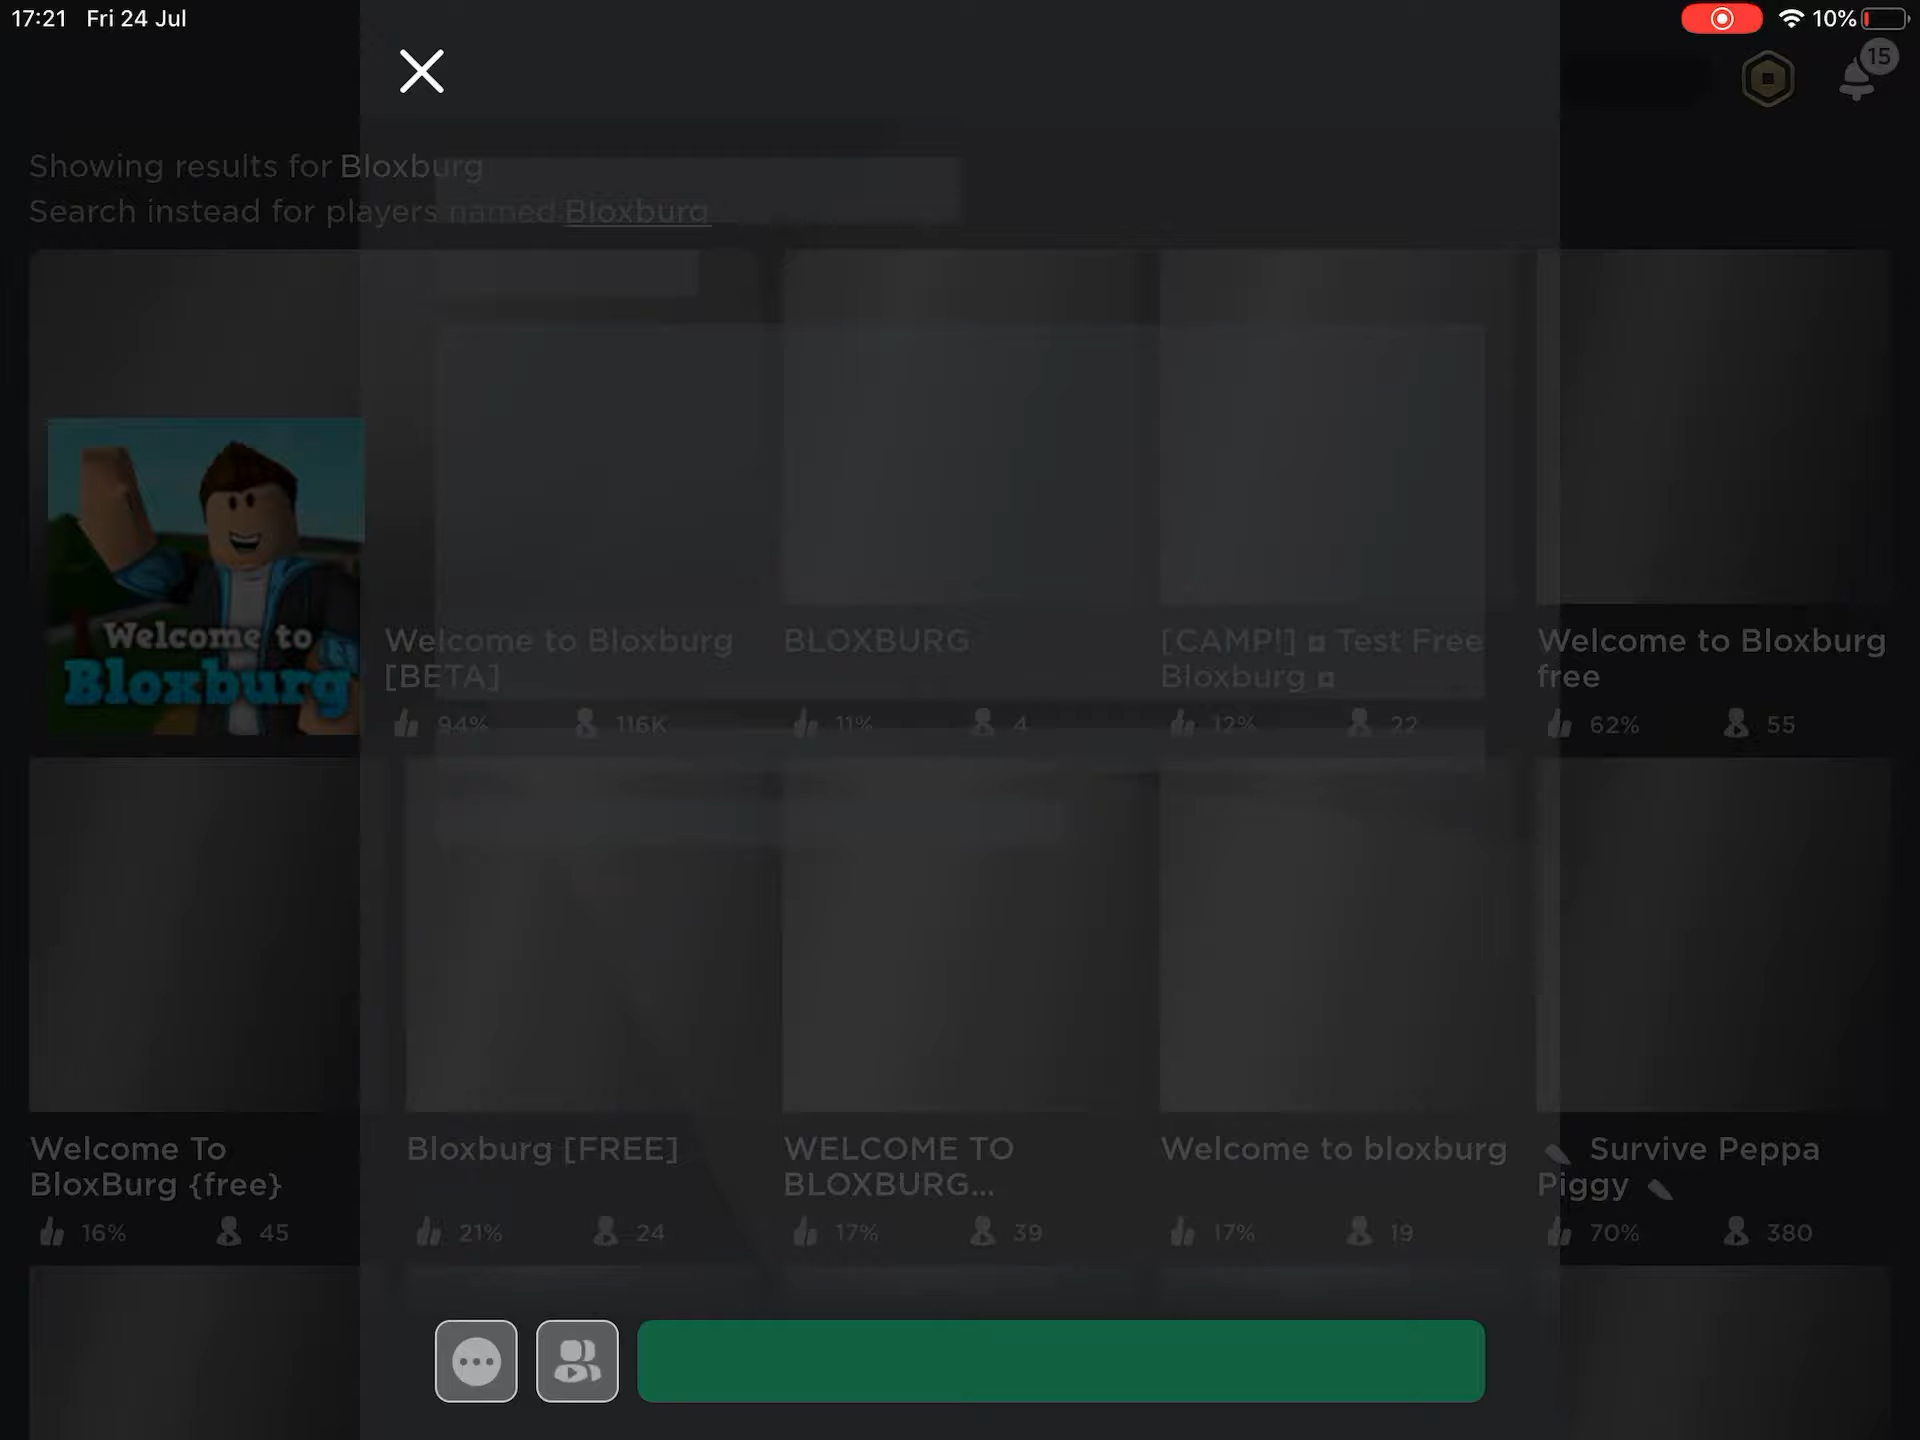 17:21 Fri 24 Jul
10%
15
Showing results for Bloxburg
Search instead for players named Bloxburg
Welcome to
Bloxburg
Welcome to Bloxburg
[BETA]
94% 116K
BLOXBURG
11% 4
[CAMP!] Test Free
Bloxburg
12% 22
Welcome to Bloxburg
free
62% 55
Welcome To
BloxBurg {free}
16% 45
Bloxburg [FREE]
21% 24
WELCOME TO
BLOXBURG...
17% 39
Welcome to bloxburg
17% 19
Survive Peppa
Piggy
70% 380